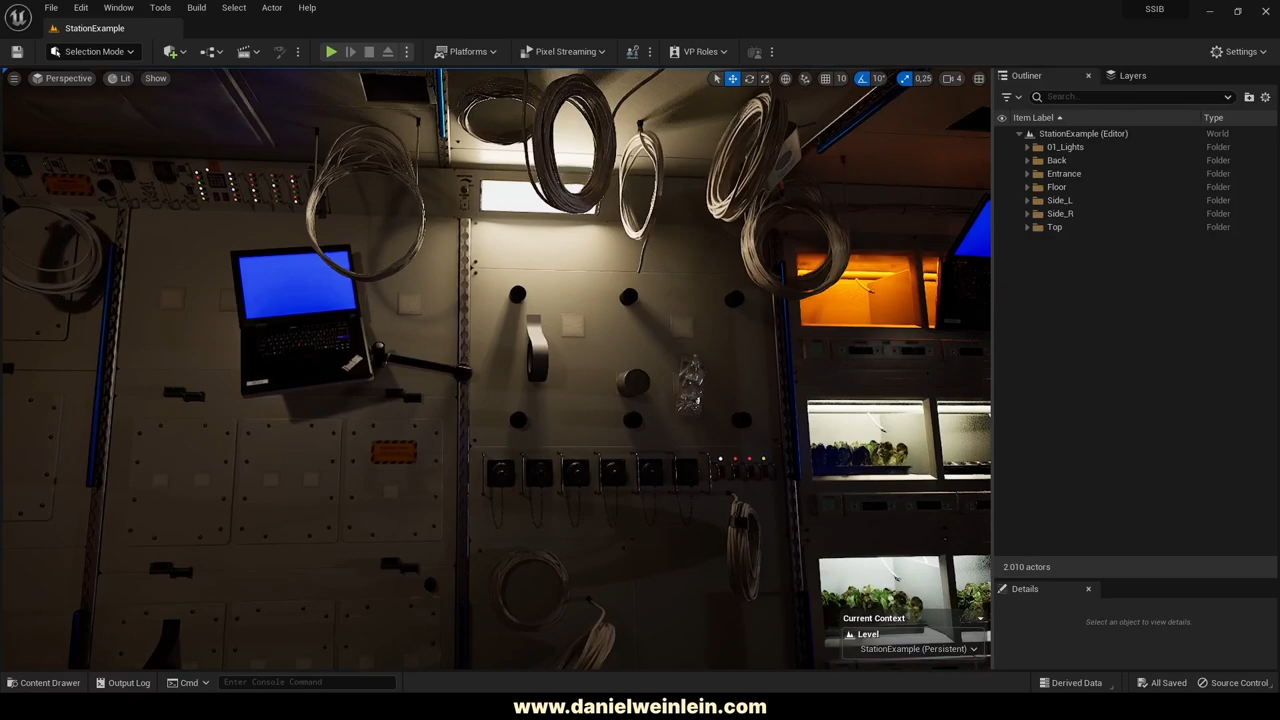 File Edit Window Tools Build Select Actor Help
SSIB
StationExample
Selection Mode
Platforms
Pixel Streaming
VP Roles
Settings
Perspective
Lit
Show
10
10°
0,25
4
Outliner
Layers
Search...
Item Label
Type
StationExample (Editor) World
01_Lights Folder
Back Folder
Entrance Folder
Floor Folder
Side_L Folder
Side_R Folder
Top Folder
2.010 actors
Details
Select an object to view details.
Current Context
Level
StationExample (Persistent)
Content Drawer
Output Log
Cmd
Enter Console Command
Derived Data
All Saved
Source Control
www.danielweinlein.com